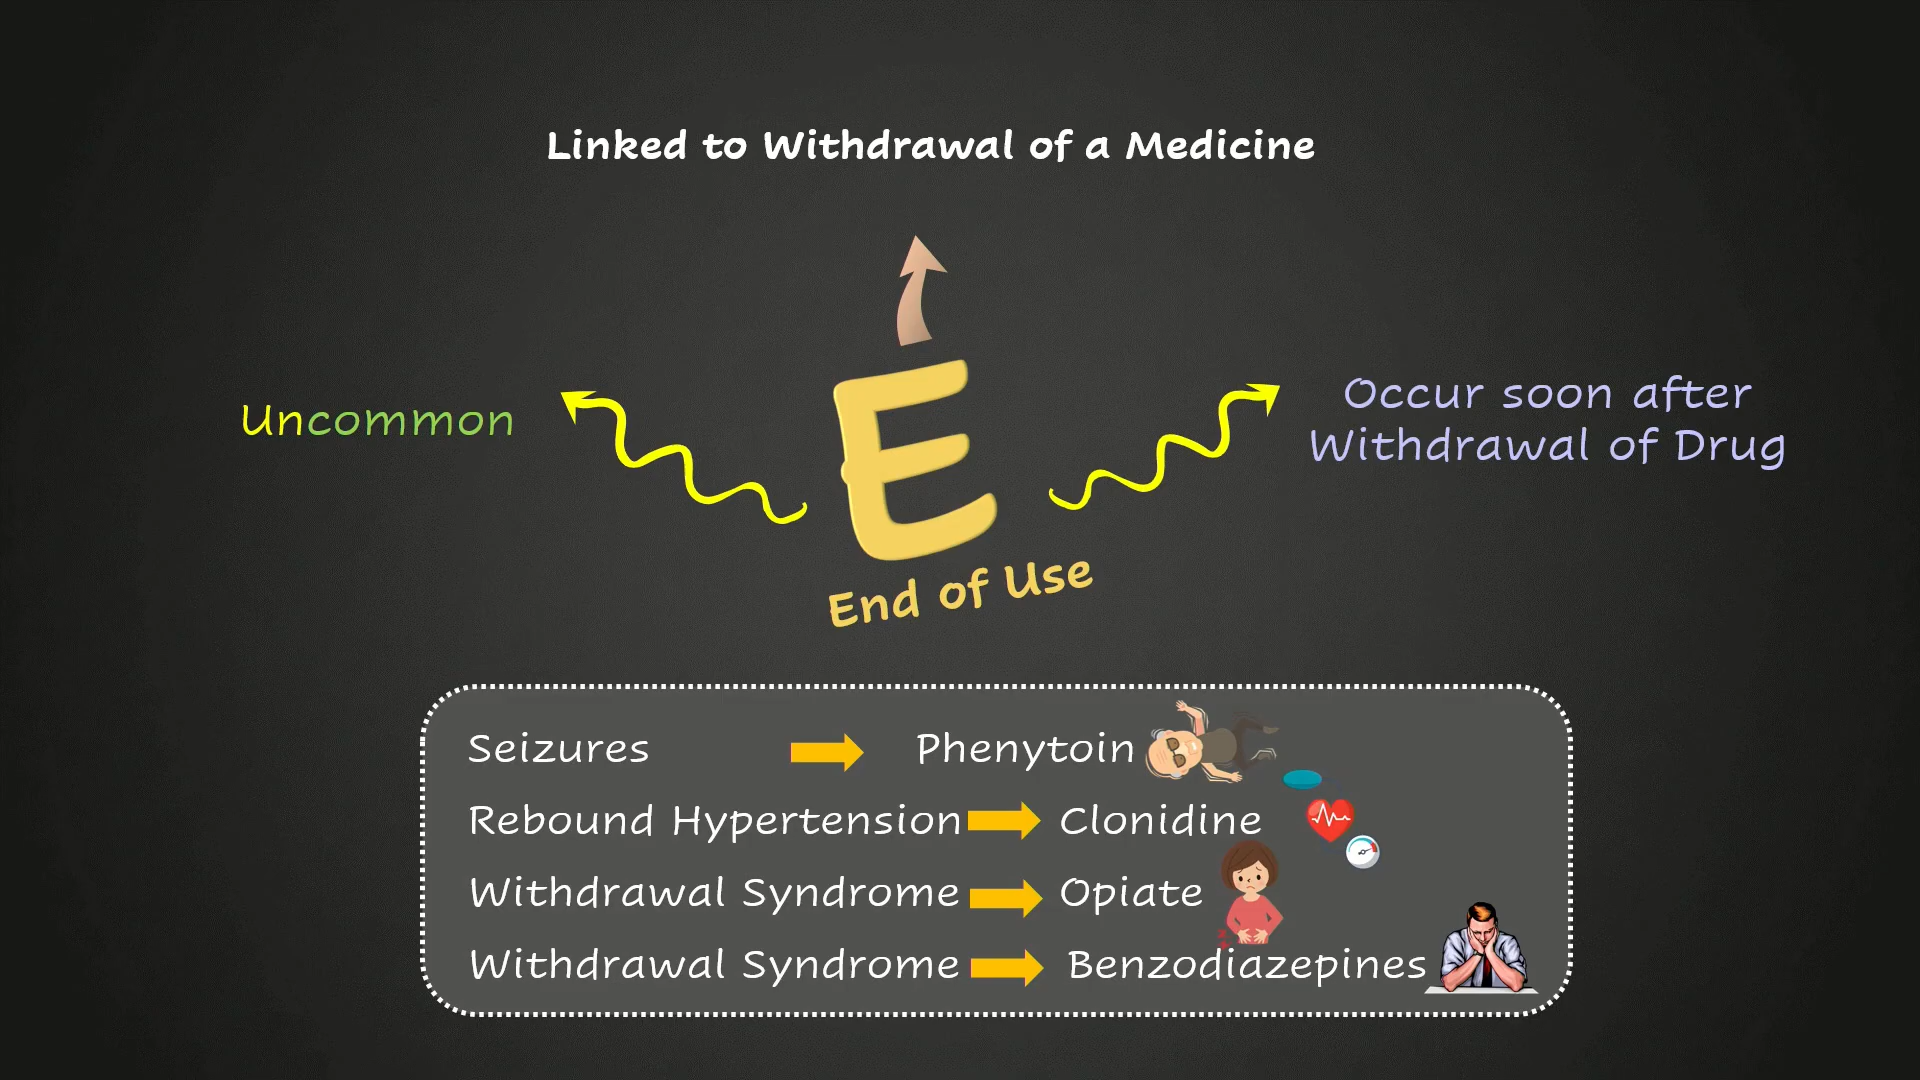 Linked to Withdrawal of a Medicine
Uncommon
Occur soon after
Withdrawal of Drug
E
End of Use
Seizures Phenytoin
Rebound Hypertension Clonidine
Withdrawal Syndrome Opiate
Withdrawal Syndrome Benzodiazepines